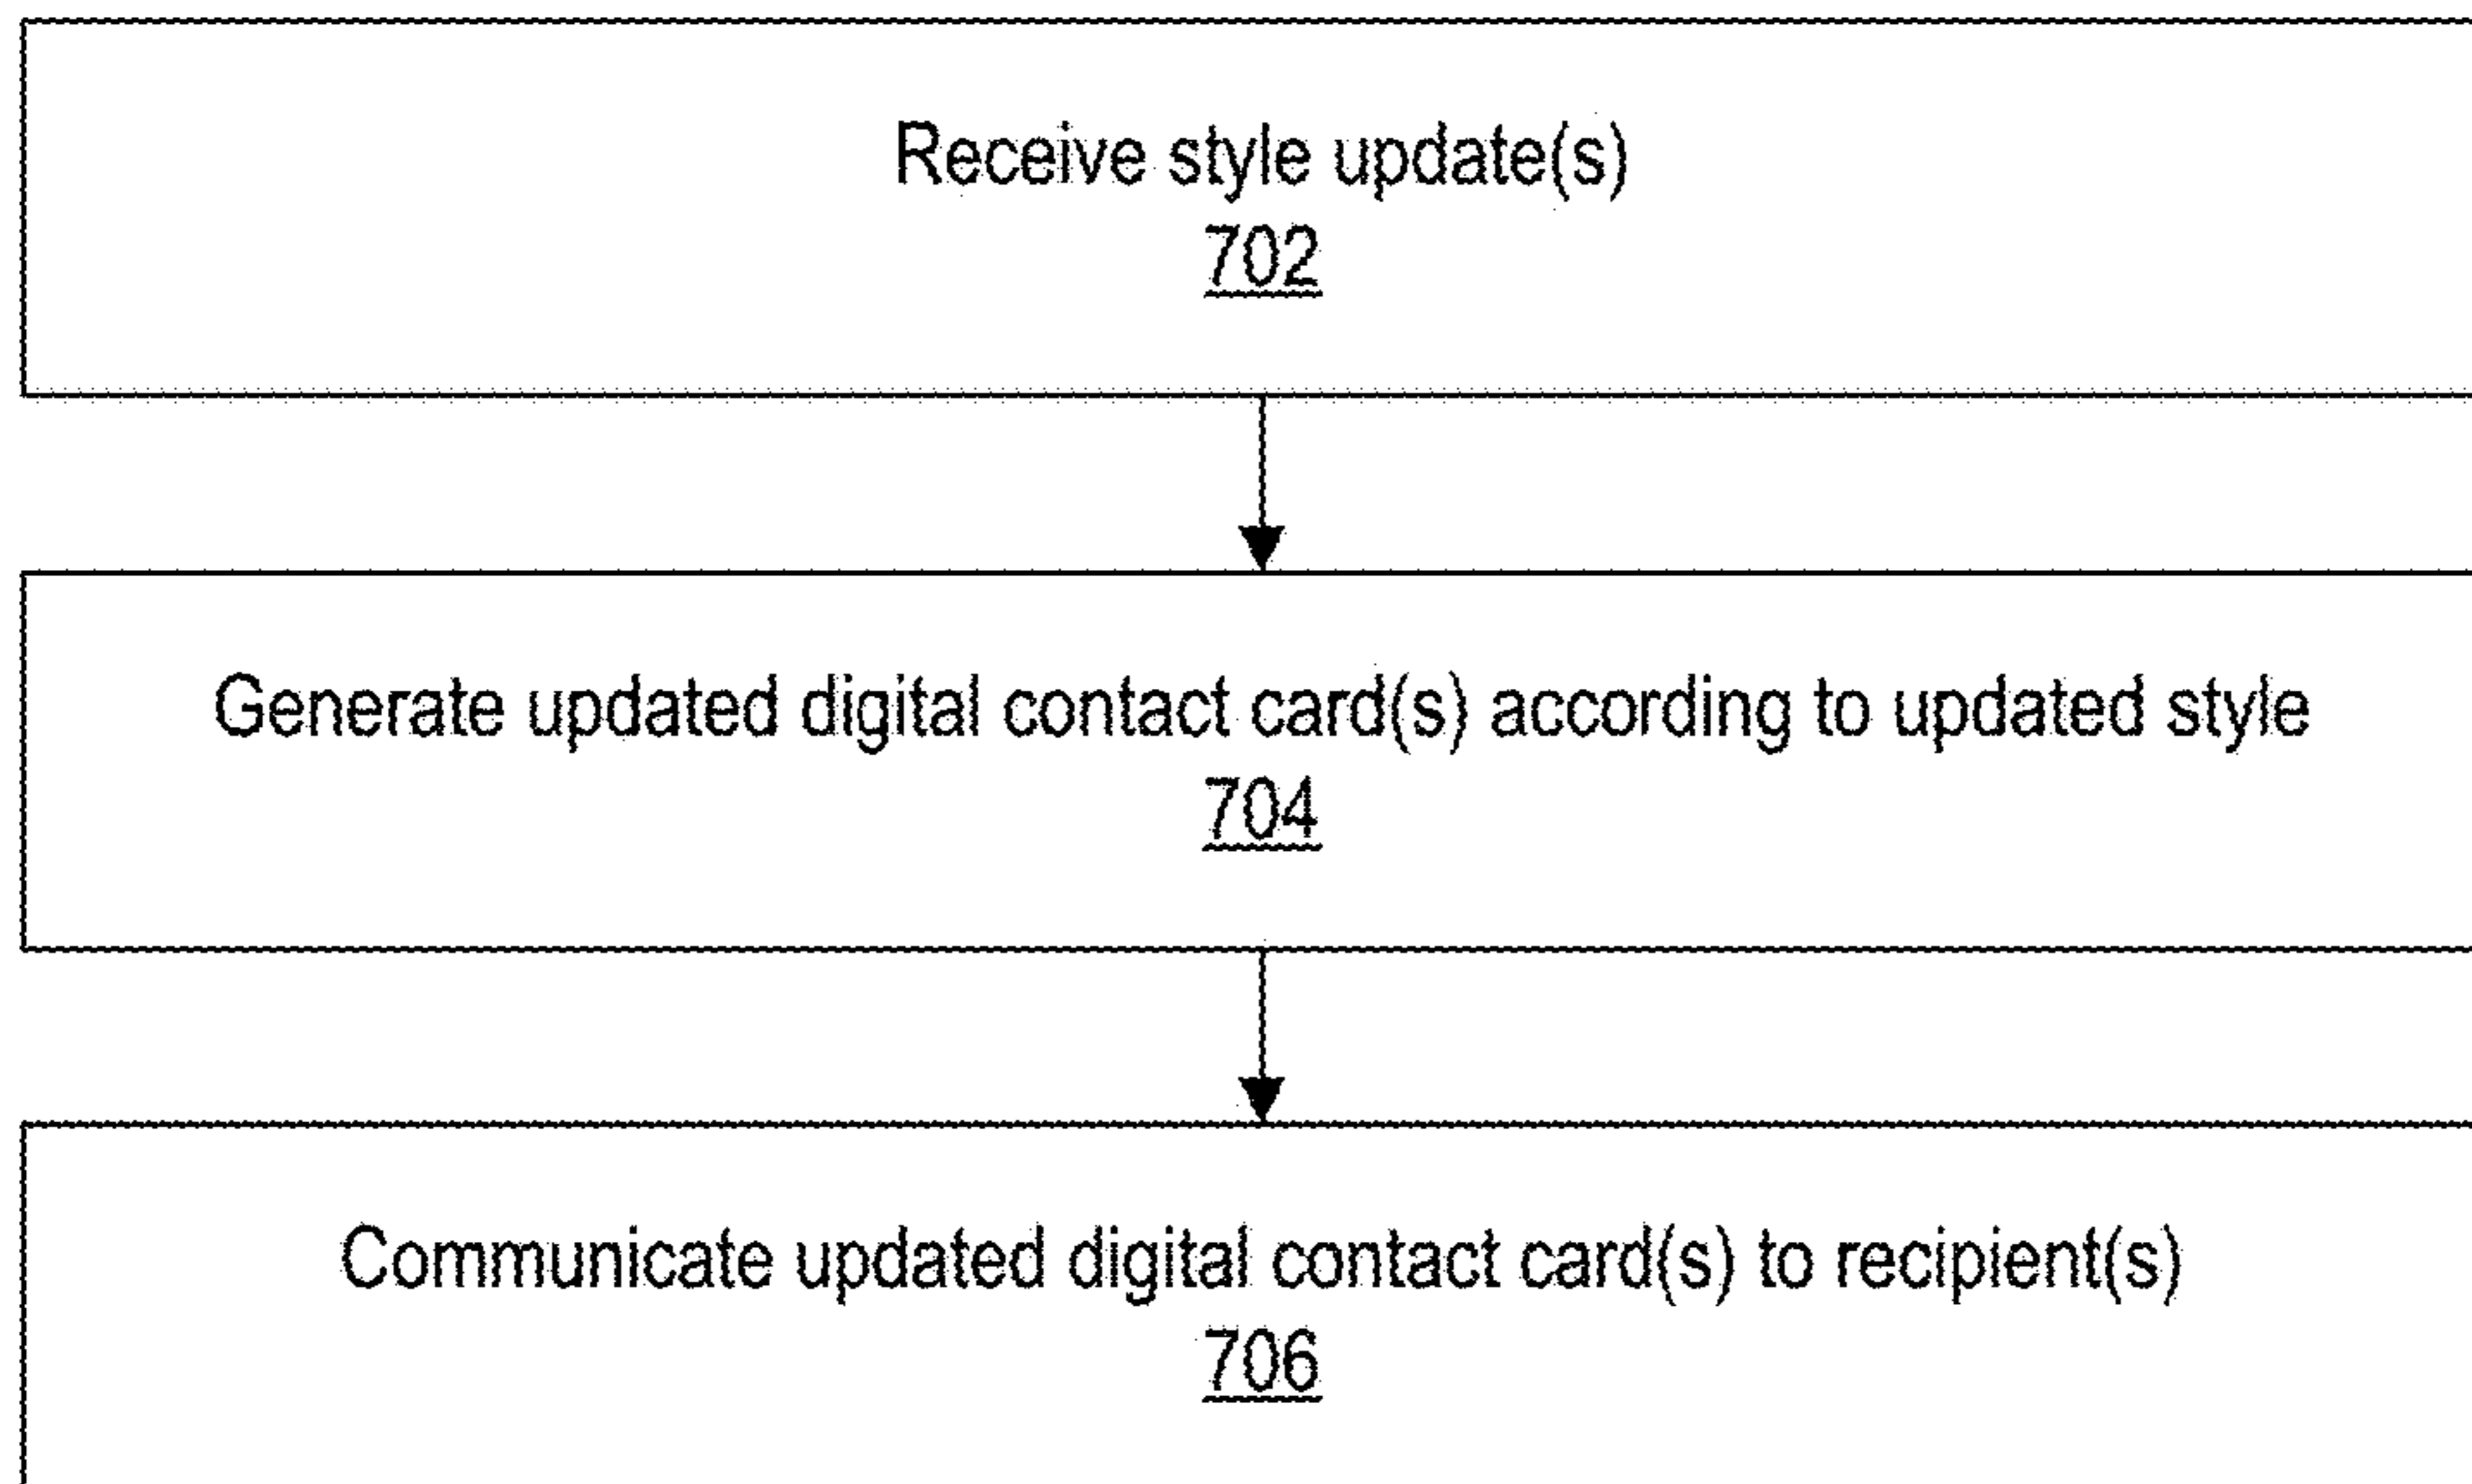 Receive style update(s)
702
Generate updated digital contact card(s) according to updated style
704
Communicate updated digital contact card(s) to recipient(s)
706